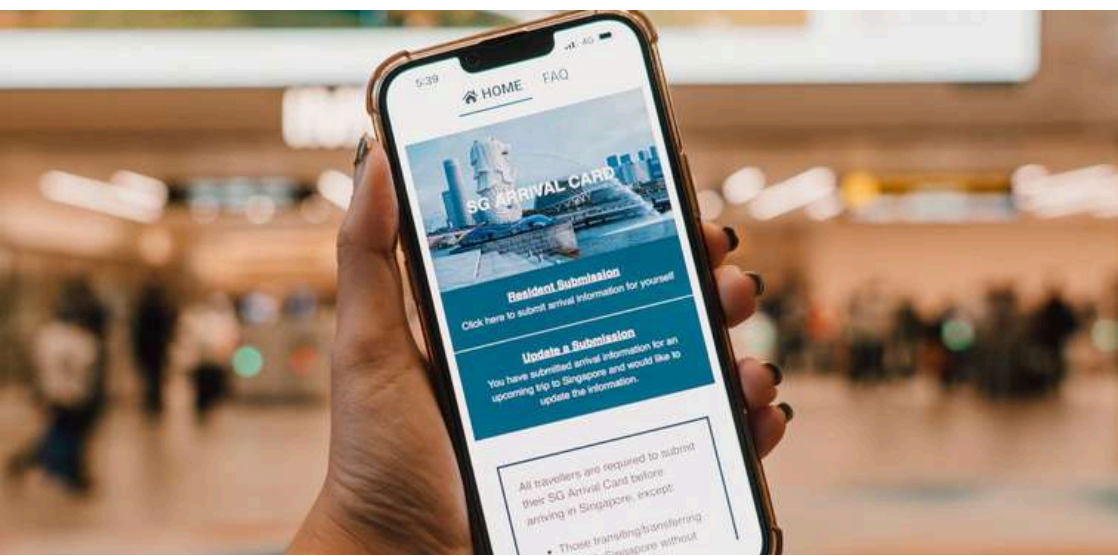 5:39
4G
HOME FAQ
SG ARRIVAL CARD
Resident Submission
Click here to submit arrival information for yourself
Update a Submission
You have submitted arrival information for an
upcoming trip to Singapore and would like to
update the information.
All travellers are required to submit
their SG Arrival Card before
arriving in Singapore, except:
• Those transiting/transferring
Singapore without